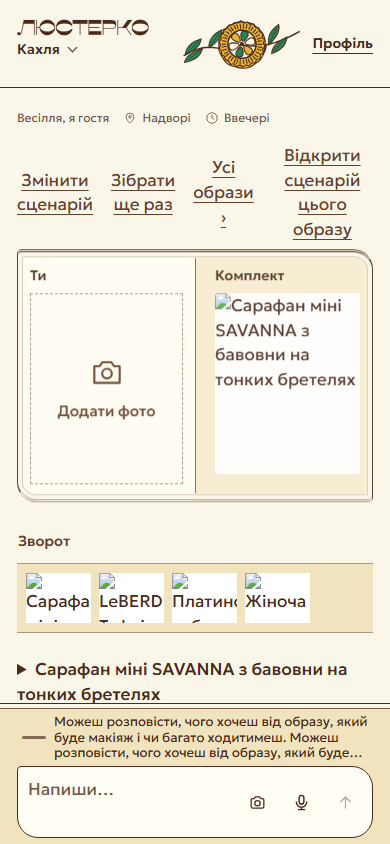 ЛЮСТЕРКО
Кахля
Профіль
Весілля, я гостя
Надворі
Ввечері
Змінити
сценарій
Зібрати
ще раз
Усі
образи
›
Відкрити
сценарій
цього
образу
Ти
Комплект
Додати фото
Сарафан міні
SAVANNA з
бавовни на
тонких бретелях
Зворот
Сарафа
LeBERD
Платино
Жіноча
Сарафан міні SAVANNA з бавовни на
тонких бретелях
Можеш розповісти, чого хочеш від образу, який
буде макіяж і чи багато ходитимеш. Можеш
розповісти, чого хочеш від образу, який буде…
Напиши…